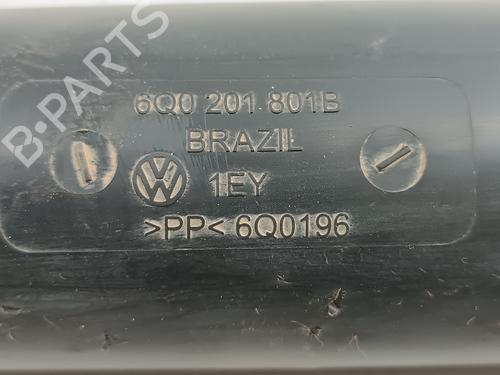 B-PARTS
6Q0 201 801B
BRAZIL
1EY
>PP< 6Q0196